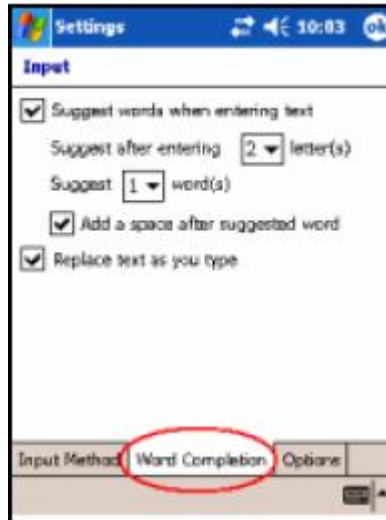 Settings 10:03 ok
Input
Suggest words when entering text
Suggest after entering 2 letter(s)
Suggest 1 word(s)
Add a space after suggested word
Replace text as you type
Input Method Word Completion Options